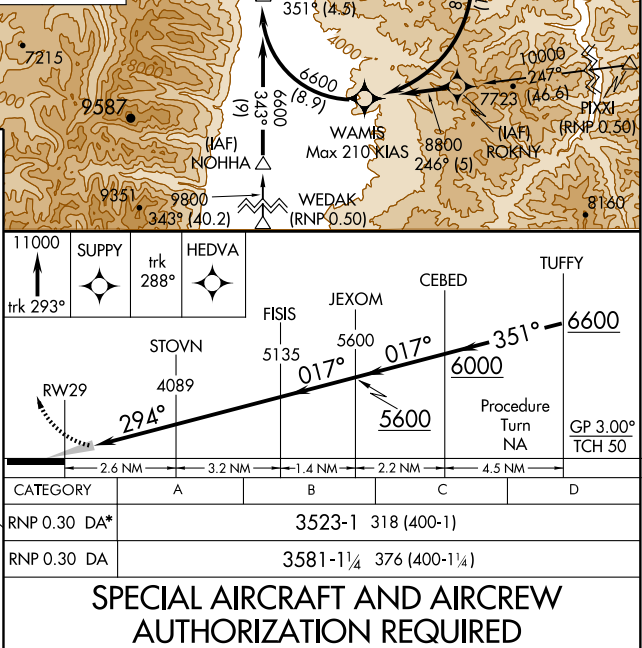 351° (4.5)
7215
8000
4000
6600
(8.9)
10000
247°
(46.6)
7723
9587
6600
343°
(9)
WAMIS
Max 210 KIAS
8800
246° (5)
(IAF)
ROKNY
PIXXI
(RNP 0.50)
(IAF)
NOHHA
9351
9800
343° (40.2)
WEDAK
(RNP 0.50)
8160
11000
trk 293°
SUPPY
trk
288°
HEDVA
TUFFY
CEBED
JEXOM
FISIS
STOVN
RW29
6600
351°
6000
017°
5600
5600
017°
5135
4089
294°
Procedure
Turn
NA
GP 3.00°
TCH 50
2.6 NM
3.2 NM
1.4 NM
2.2 NM
4.5 NM
CATEGORY A B C D
RNP 0.30 DA* 3523-1 318 (400-1)
RNP 0.30 DA 3581-1¼ 376 (400-1¼)
SPECIAL AIRCRAFT AND AIRCREW
AUTHORIZATION REQUIRED